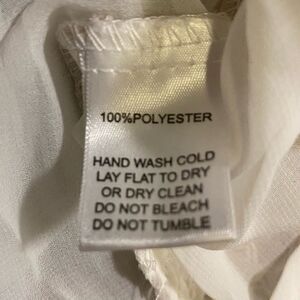 100%POLYESTER
HAND WASH COLD
LAY FLAT TO DRY
OR DRY CLEAN
DO NOT BLEACH
DO NOT TUMBLE